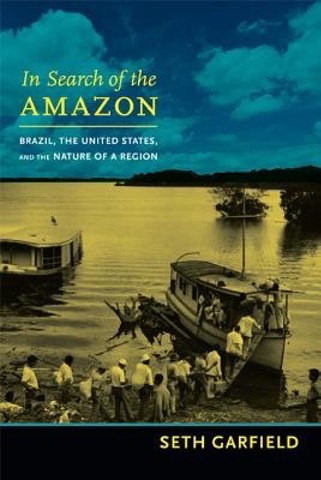 In Search of the
AMAZON
BRAZIL, THE UNITED STATES,
AND THE NATURE OF A REGION
SETH GARFIELD